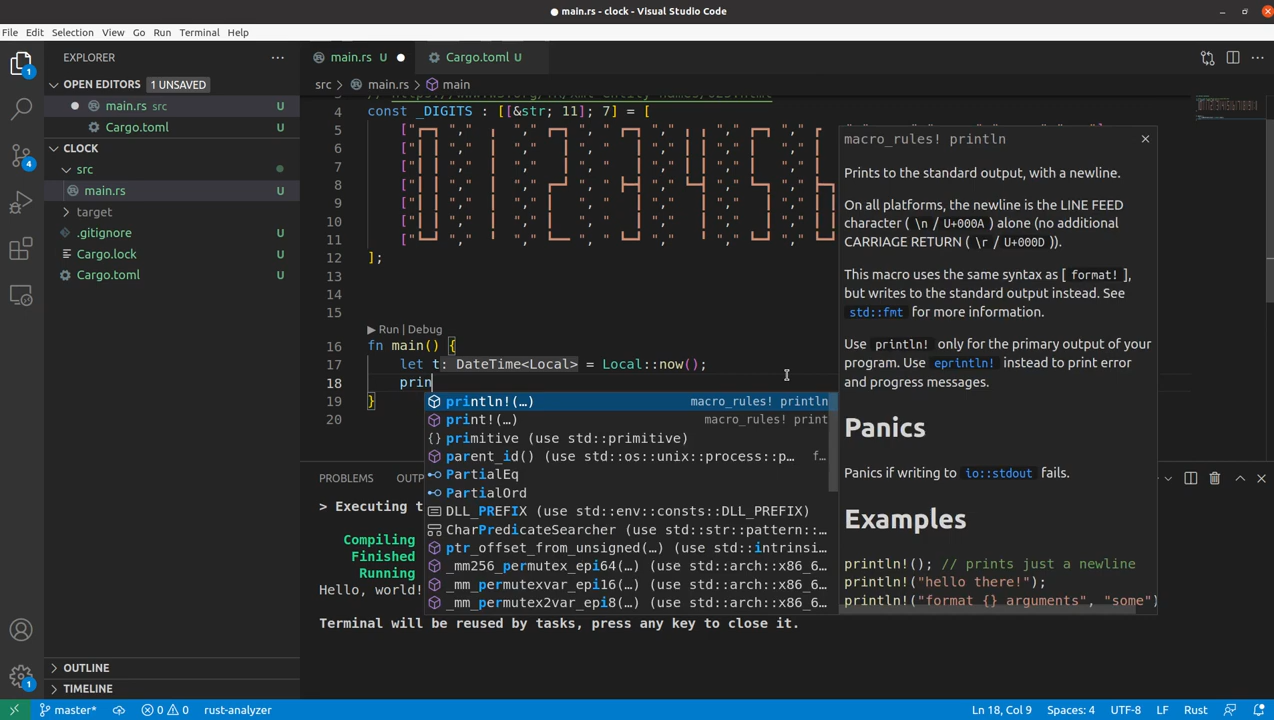 main.rs - clock - Visual Studio Code
File Edit Selection View Go Run Terminal Help
EXPLORER
main.rs U
Cargo.toml U
OPEN EDITORS 1 UNSAVED
src > main.rs > main
main.rs src U
Cargo.toml U
CLOCK
src
main.rs U
target
.gitignore U
Cargo.lock U
Cargo.toml U
4 const _DIGITS : [[&str; 11]; 7] = [
5
6
7
8
9
10
11
12 ];
13
14
15
Run | Debug
16 fn main() {
17 let t: DateTime<Local> = Local::now();
18 prin
19 }
20
println!(…) macro_rules! println
print!(…) macro_rules! print
primitive (use std::primitive)
parent_id() (use std::os::unix::process::p… f…
PartialEq
PartialOrd
DLL_PREFIX (use std::env::consts::DLL_PREFIX)
CharPredicateSearcher (use std::str::pattern::…
ptr_offset_from_unsigned(…) (use std::intrinsi…
_mm256_permutex_epi64(…) (use std::arch::x86_6…
_mm_permutexvar_epi16(…) (use std::arch::x86_6…
_mm_permutex2var_epi8(…) (use std::arch::x86_6…
macro_rules! println
Prints to the standard output, with a newline.
On all platforms, the newline is the LINE FEED
character ( \n / U+000A ) alone (no additional
CARRIAGE RETURN ( \r / U+000D )).
This macro uses the same syntax as [ format! ],
but writes to the standard output instead. See
std::fmt for more information.
Use println! only for the primary output of your
program. Use eprintln! instead to print error
and progress messages.
Panics
Panics if writing to io::stdout fails.
Examples
println!(); // prints just a newline
println!("hello there!");
println!("format {} arguments", "some")
PROBLEMS OUTP
> Executing t
Compiling
Finished
Running
Hello, world!
Terminal will be reused by tasks, press any key to close it.
OUTLINE
TIMELINE
master* 0 0 rust-analyzer Ln 18, Col 9 Spaces: 4 UTF-8 LF Rust